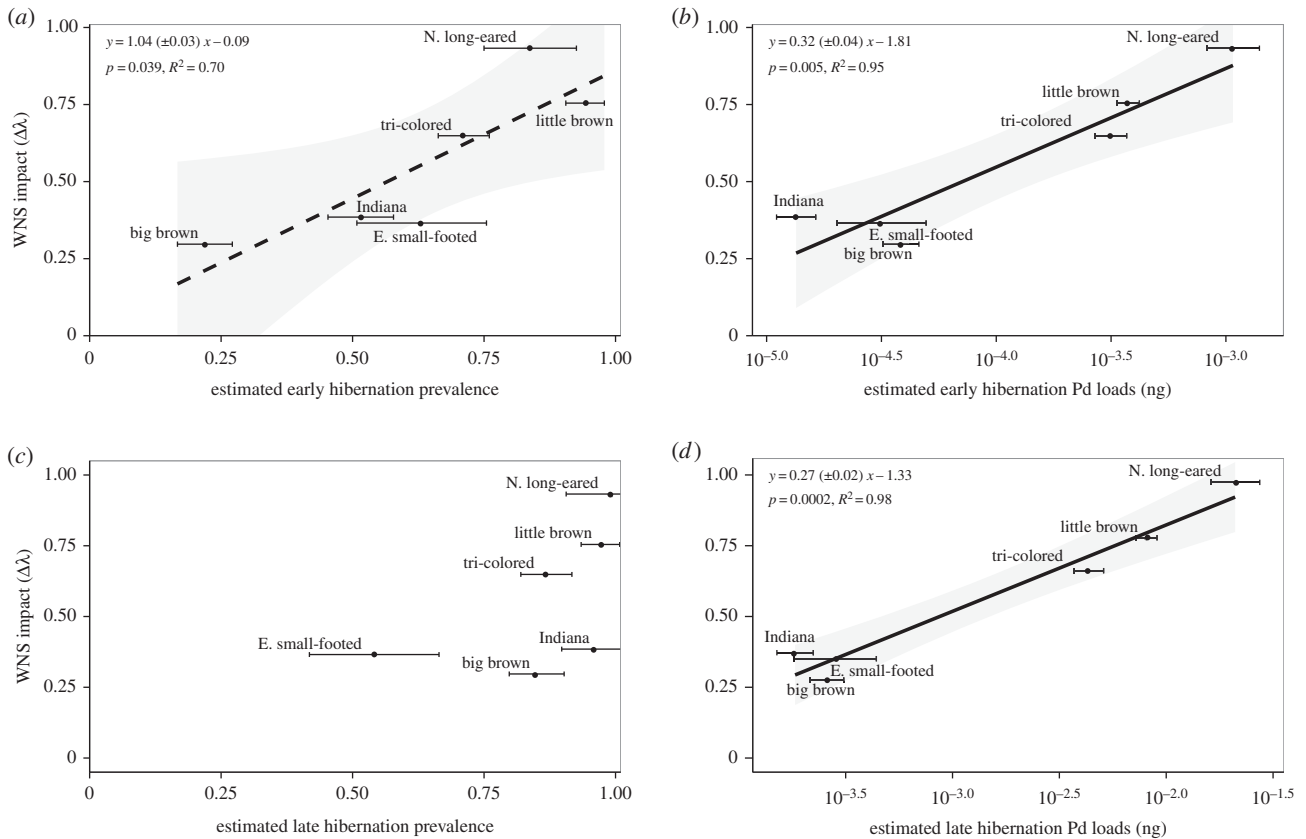 (a)
y = 1.04 (±0.03) x – 0.09
p = 0.039, R² = 0.70
N. long-eared
little brown
tri-colored
Indiana
E. small-footed
big brown
WNS impact (Δλ)
1.00
0.75
0.50
0.25
0
0 0.25 0.50 0.75 1.00
estimated early hibernation prevalence
(b)
y = 0.32 (±0.04) x – 1.81
p = 0.005, R² = 0.95
N. long-eared
little brown
tri-colored
Indiana
E. small-footed
big brown
1.00
0.75
0.50
0.25
0
10^–5.0 10^–4.5 10^–4.0 10^–3.5 10^–3.0
estimated early hibernation Pd loads (ng)
(c)
N. long-eared
little brown
tri-colored
E. small-footed
Indiana
big brown
WNS impact (Δλ)
1.00
0.75
0.50
0.25
0
0 0.25 0.50 0.75 1.00
estimated late hibernation prevalence
(d)
y = 0.27 (±0.02) x – 1.33
p = 0.0002, R² = 0.98
N. long-eared
little brown
tri-colored
Indiana
E. small-footed
big brown
1.00
0.75
0.50
0.25
0
10^–3.5 10^–3.0 10^–2.5 10^–2.0 10^–1.5
estimated late hibernation Pd loads (ng)